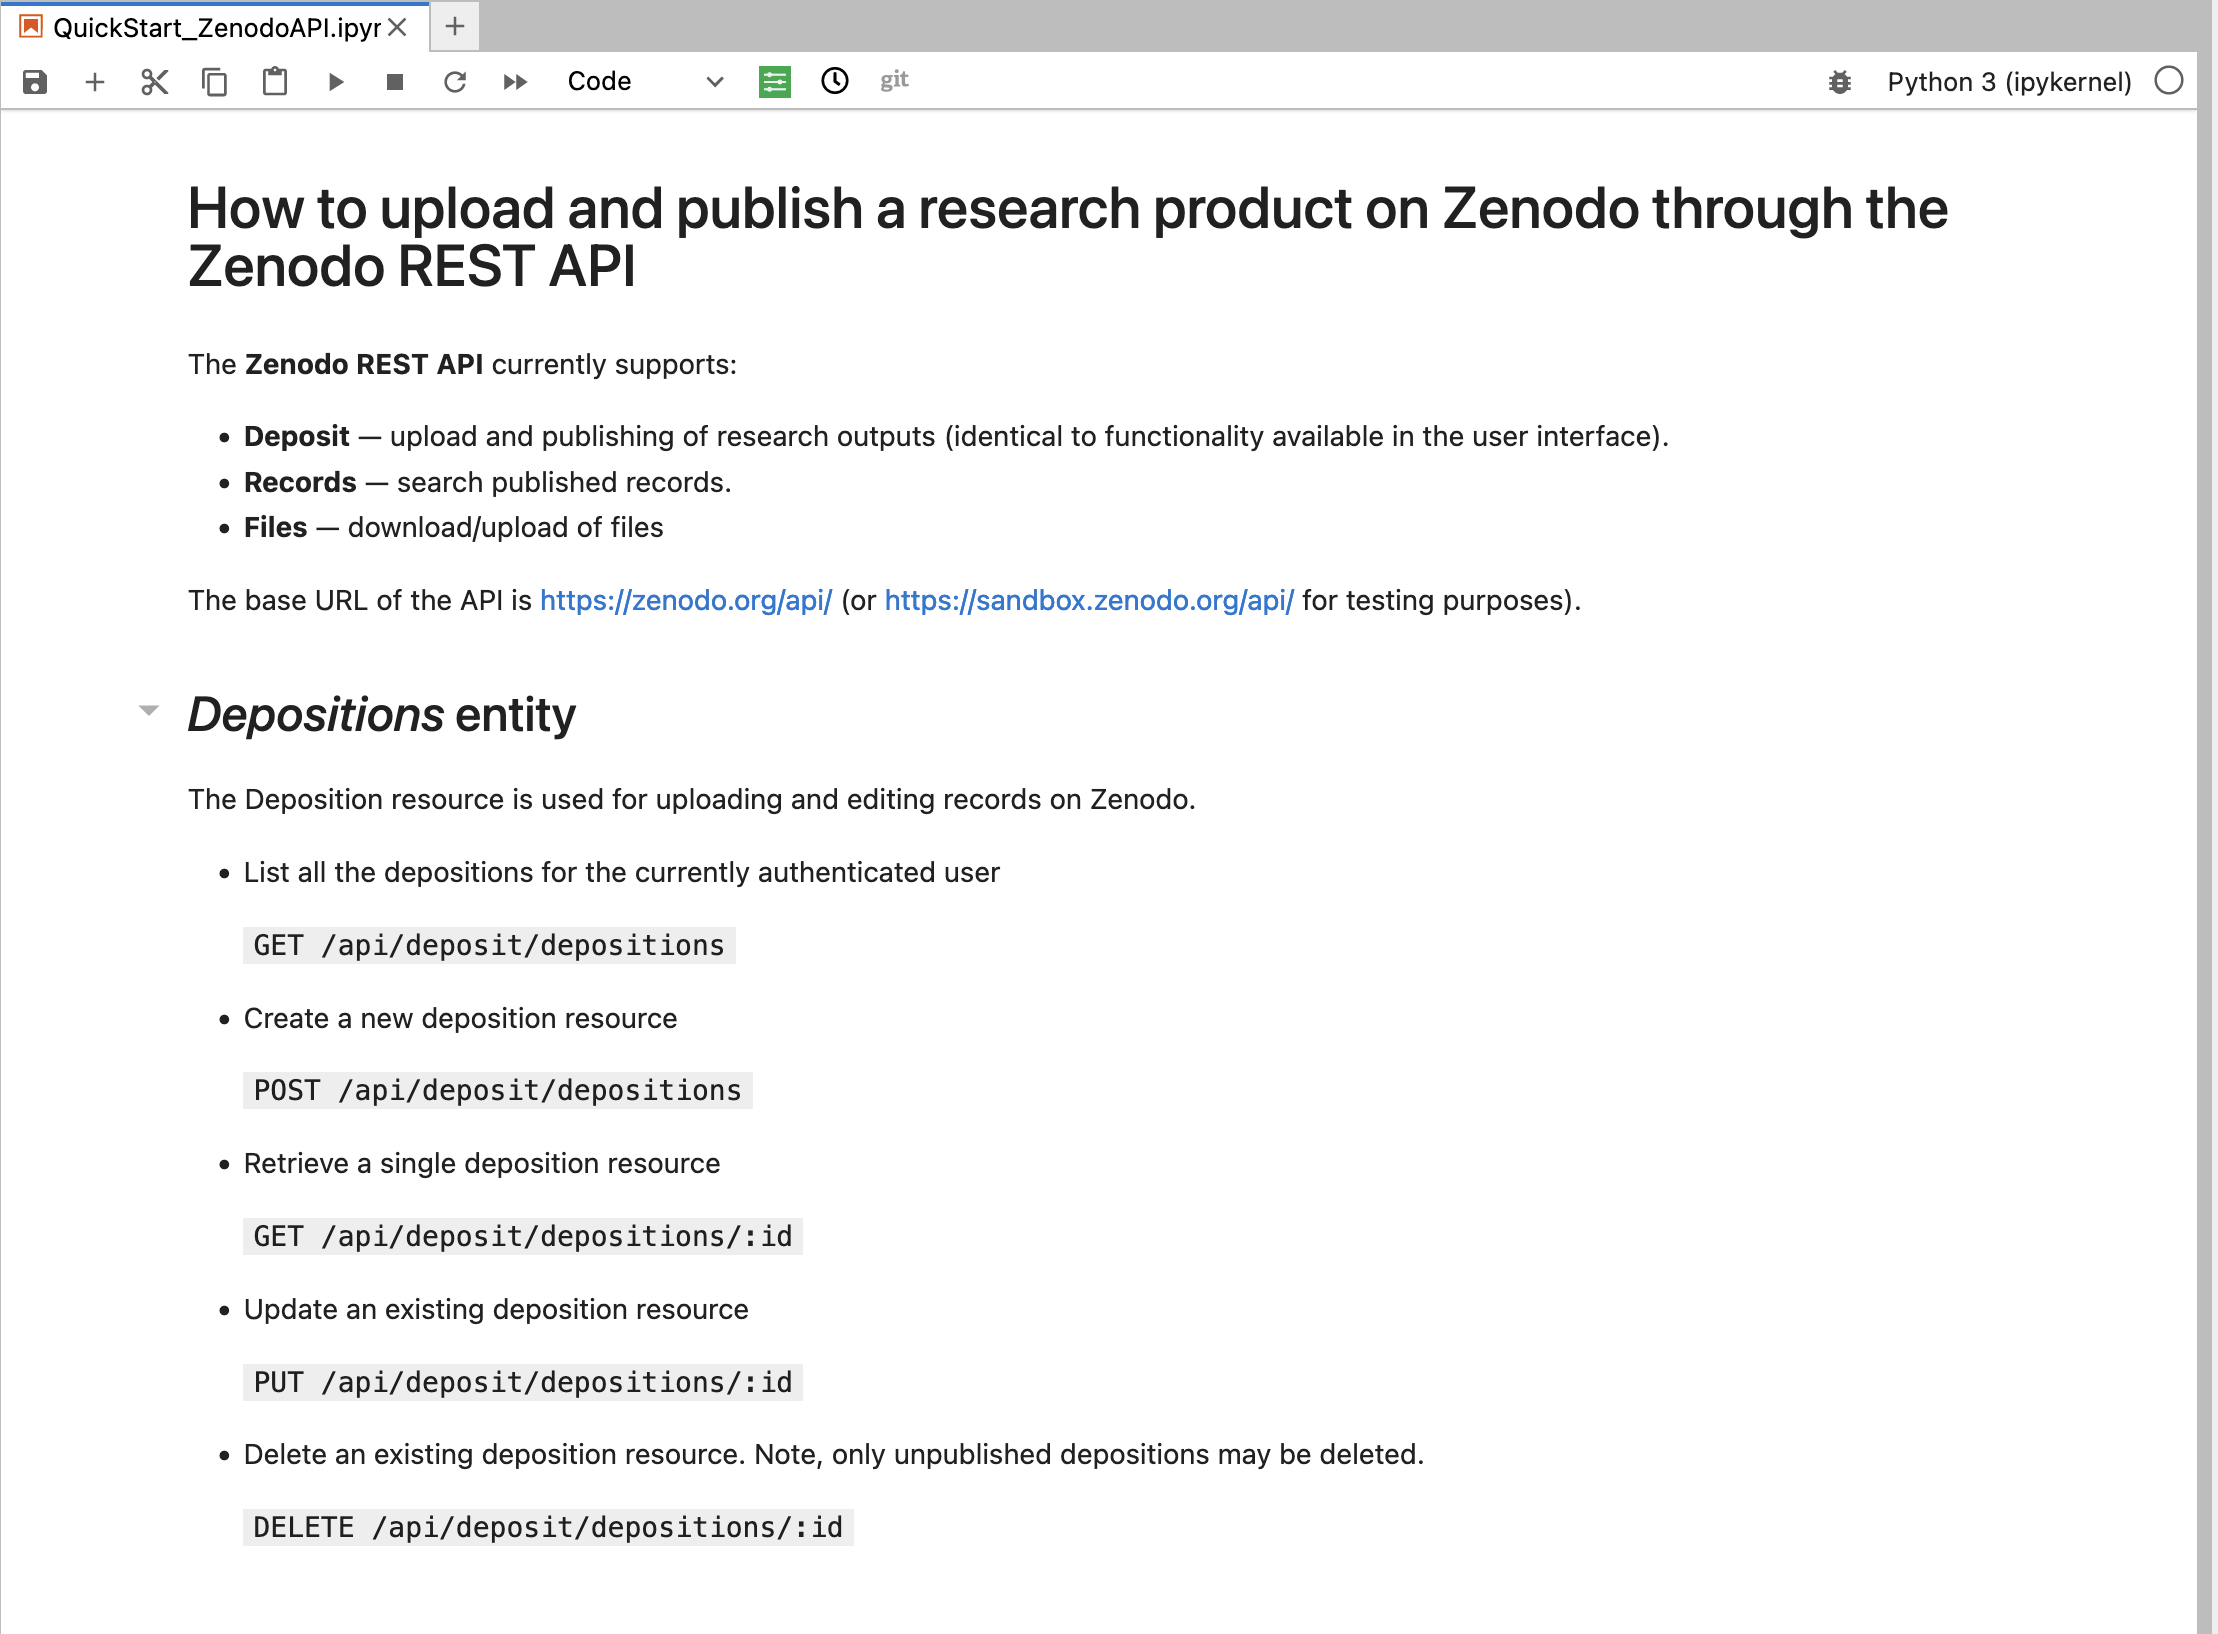 QuickStart_ZenodoAPI.ipyr
Code
git
Python 3 (ipykernel)
How to upload and publish a research product on Zenodo through the
Zenodo REST API
The Zenodo REST API currently supports:
• Deposit — upload and publishing of research outputs (identical to functionality available in the user interface).
• Records — search published records.
• Files — download/upload of files
The base URL of the API is https://zenodo.org/api/ (or https://sandbox.zenodo.org/api/ for testing purposes).
Depositions entity
The Deposition resource is used for uploading and editing records on Zenodo.
• List all the depositions for the currently authenticated user
GET /api/deposit/depositions
• Create a new deposition resource
POST /api/deposit/depositions
• Retrieve a single deposition resource
GET /api/deposit/depositions/:id
• Update an existing deposition resource
PUT /api/deposit/depositions/:id
• Delete an existing deposition resource. Note, only unpublished depositions may be deleted.
DELETE /api/deposit/depositions/:id